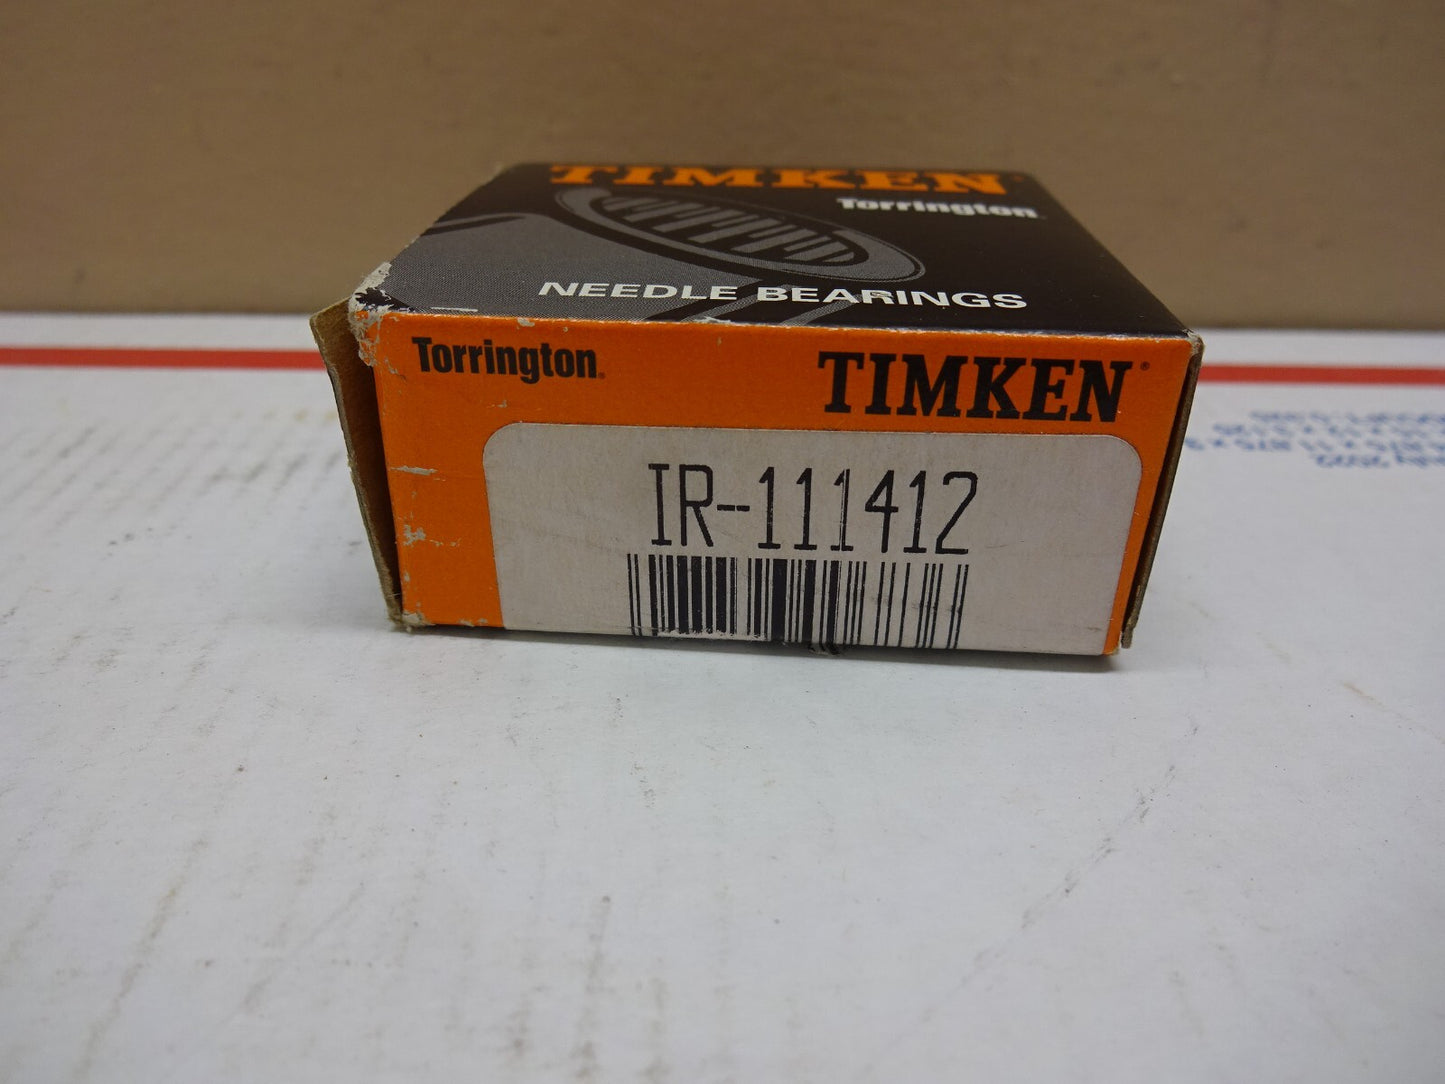 TIMKEN
Torrington
NEEDLE BEARINGS
Torrington®
TIMKEN®
IR-111412